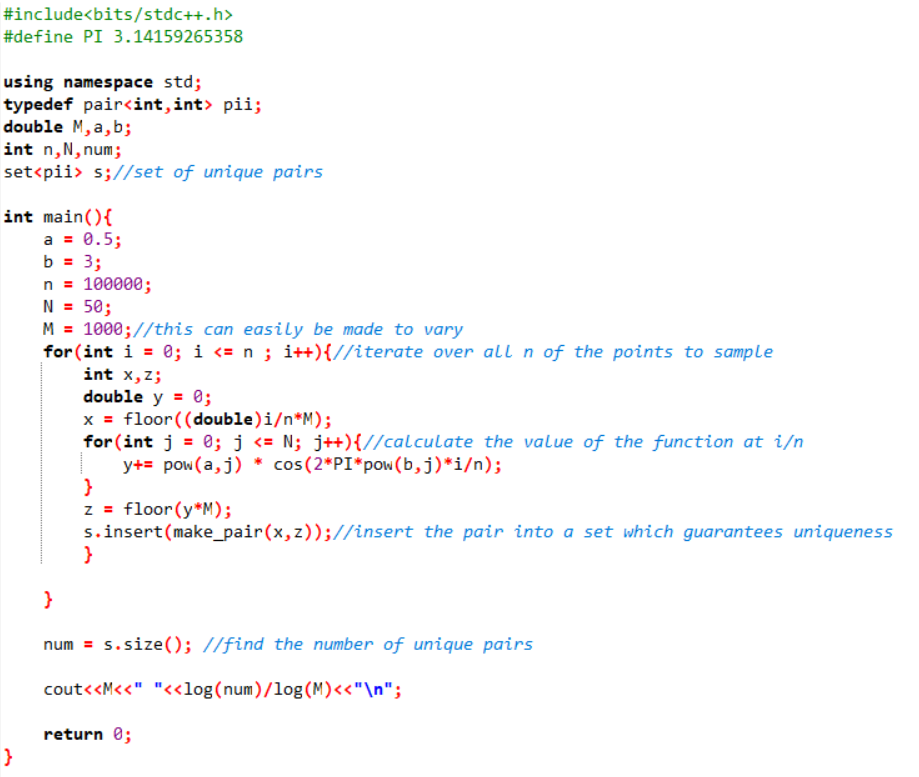 #include<bits/stdc++.h>
#define PI 3.14159265358
using namespace std;
typedef pair<int,int> pii;
double M,a,b;
int n,N,num;
set<pii> s;//set of unique pairs
int main(){
a = 0.5;
b = 3;
n = 100000;
N = 50;
M = 1000;//this can easily be made to vary
for(int i = 0; i <= n ; i++){//iterate over all n of the points to sample
int x,z;
double y = 0;
x = floor((double)i/n*M);
for(int j = 0; j <= N; j++){//calculate the value of the function at i/n
y+= pow(a,j) * cos(2*PI*pow(b,j)*i/n);
}
z = floor(y*M);
s.insert(make_pair(x,z));//insert the pair into a set which guarantees uniqueness
}
}
num = s.size(); //find the number of unique pairs
cout<<M<<" "<<log(num)/log(M)<<"\n";
return 0;
}